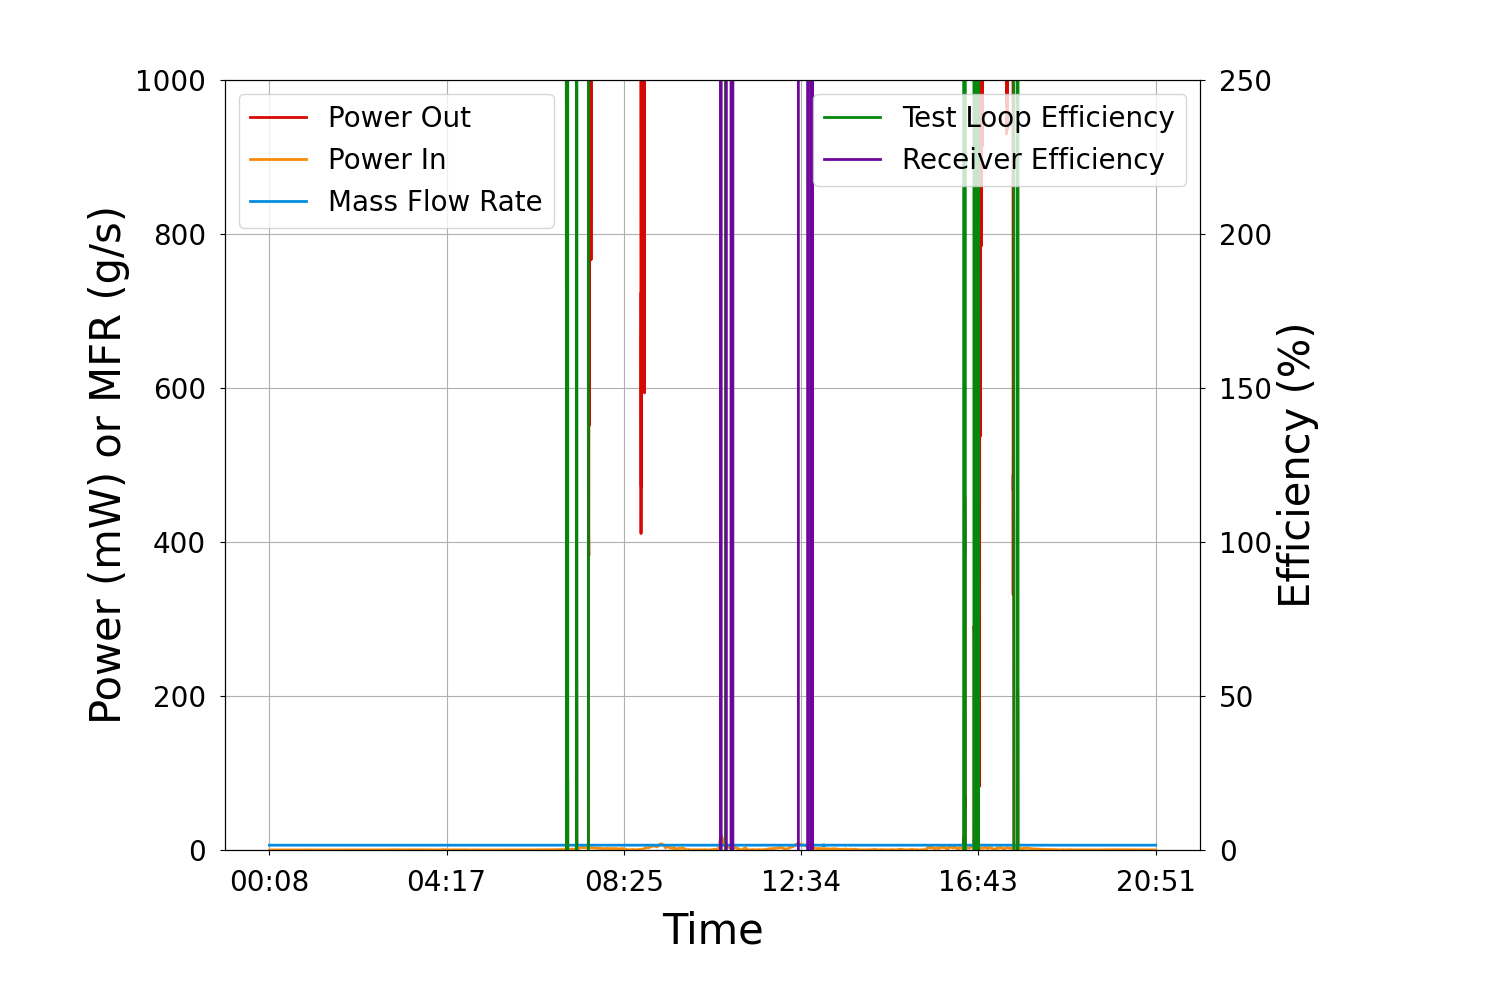 1000
800
600
400
200
0
Power (mW) or MFR (g/s)
Power Out
Power In
Mass Flow Rate
Test Loop Efficiency
Receiver Efficiency
250
200
150
100
50
0
Efficiency (%)
00:08 04:17 08:25 12:34 16:43 20:51
Time